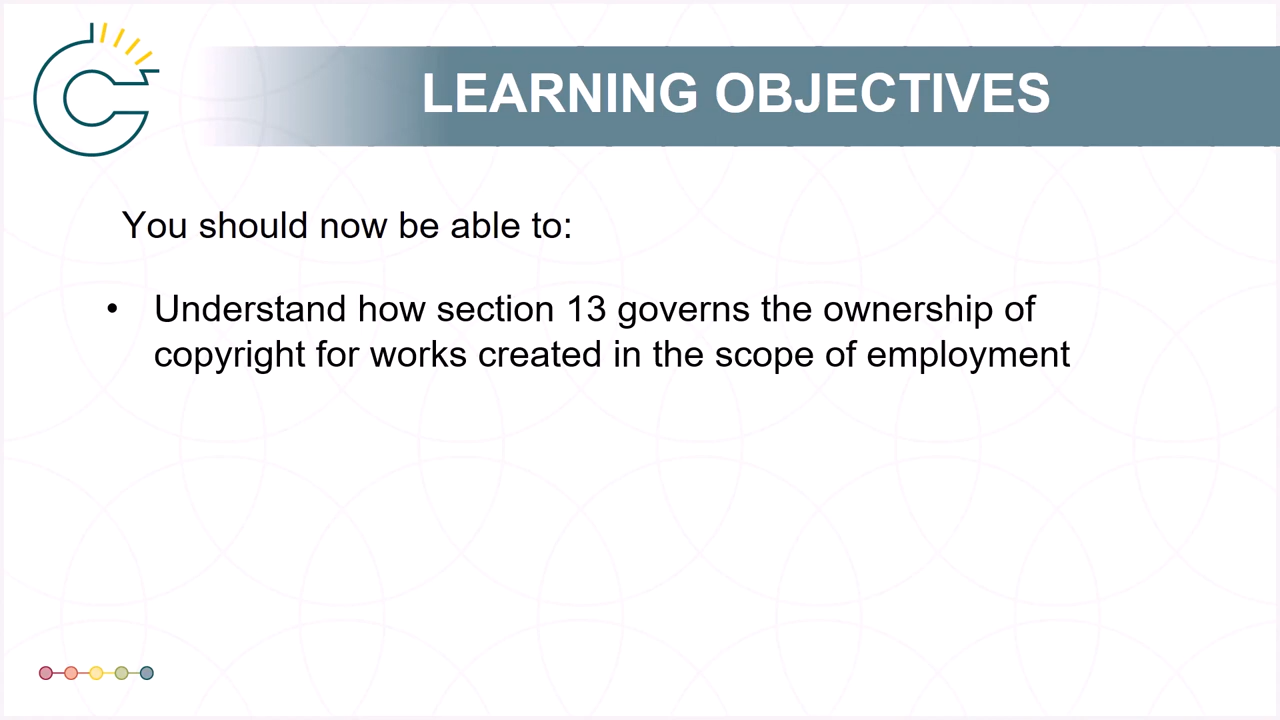 LEARNING OBJECTIVES
You should now be able to:
• Understand how section 13 governs the ownership of
copyright for works created in the scope of employment